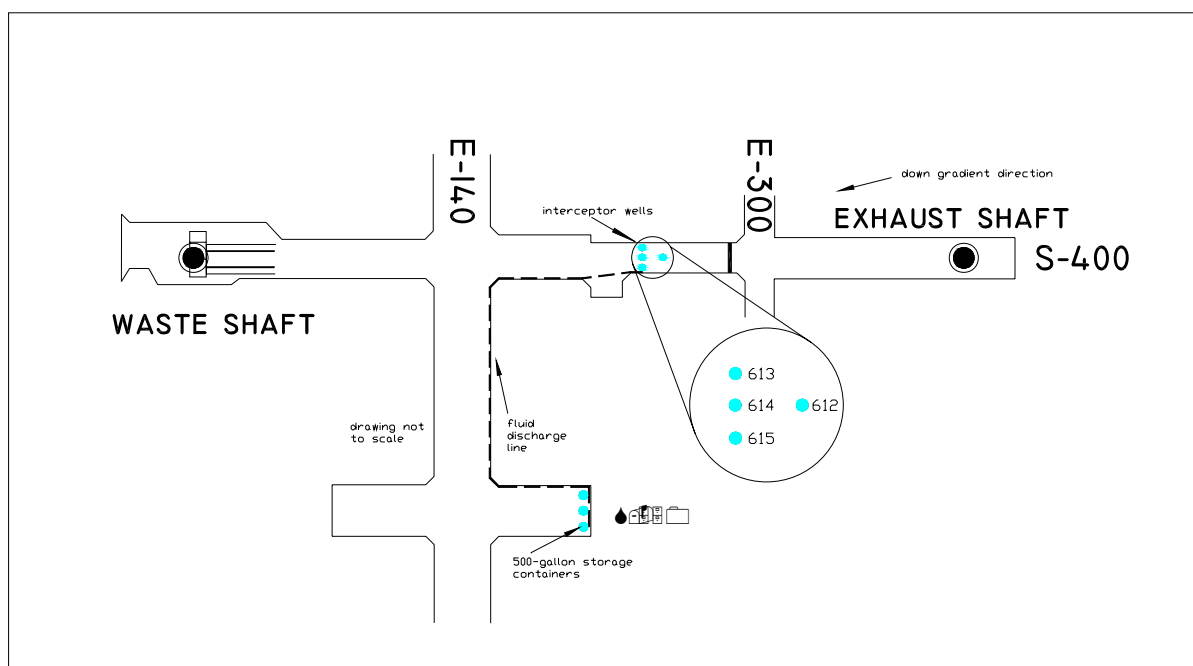 E-140
E-300
down gradient direction
interceptor wells
EXHAUST SHAFT
S-400
WASTE SHAFT
613
614
612
615
drawing not
to scale
fluid
discharge
line
500-gallon storage
containers